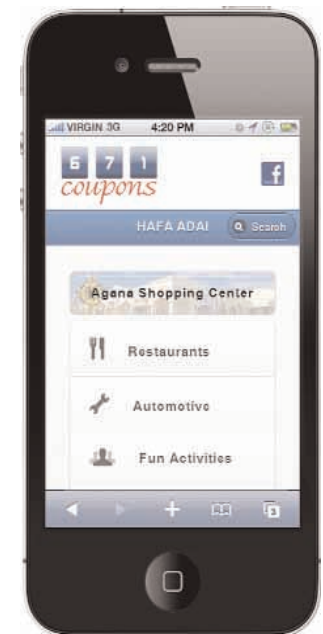 VIRGIN 3G 4:20 PM
6 7 1
coupons
f
HAFA ADAI Search
Agana Shopping Center
Restaurants
Automotive
Fun Activities
3